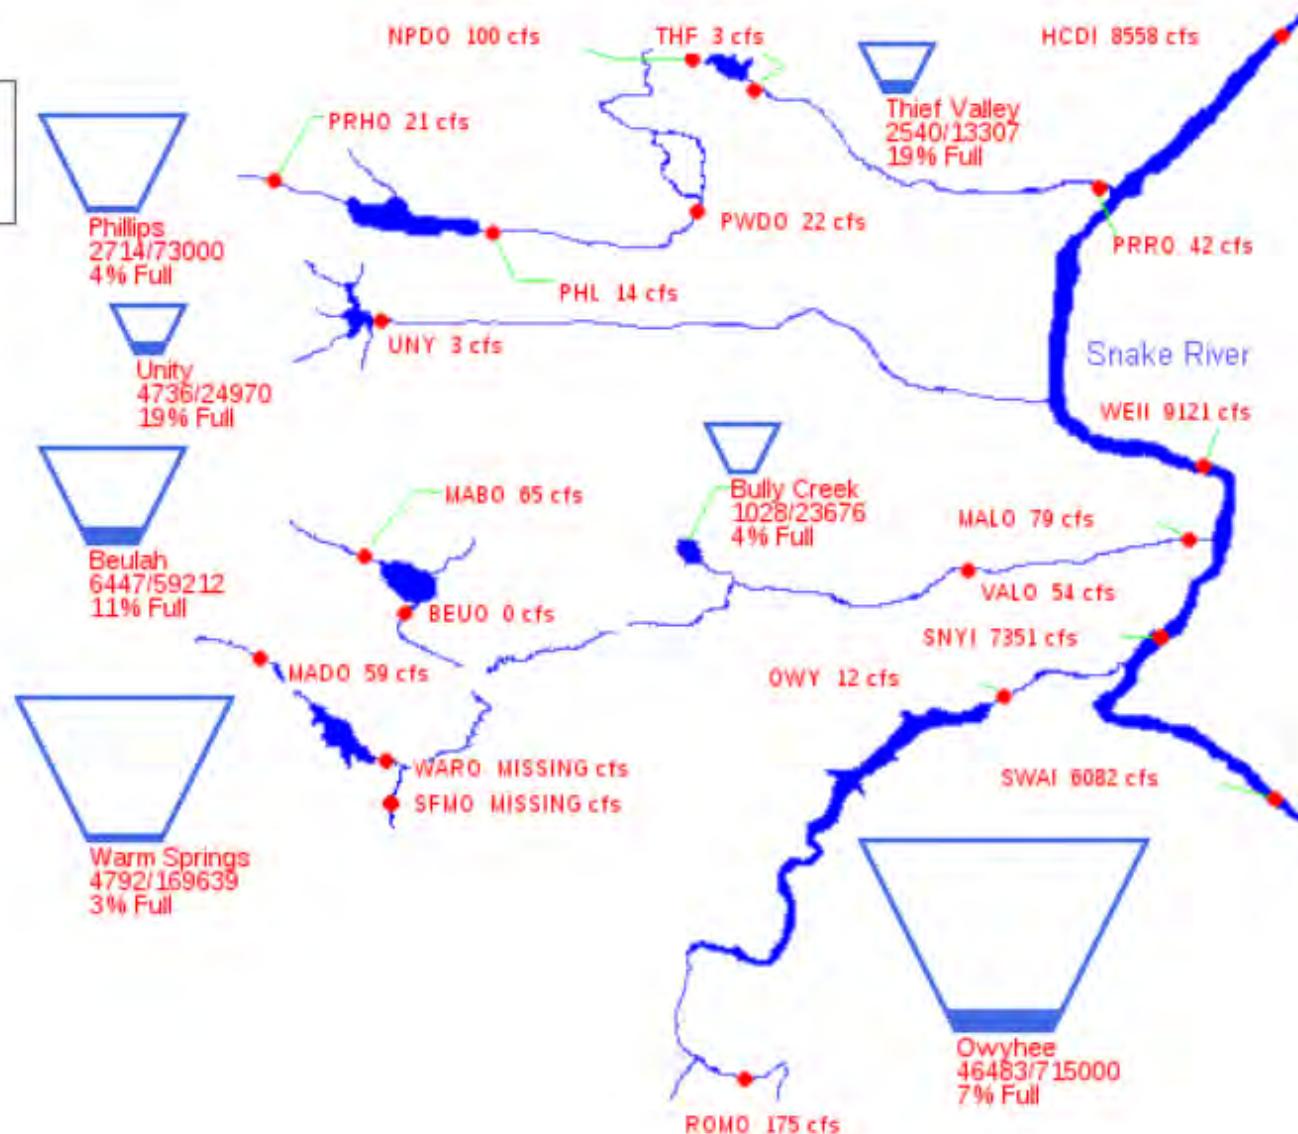 NPDO 100 cfs
THF 3 cfs
HCDI 8558 cfs
Thief Valley
2540/13307
19% Full
PRHO 21 cfs
Phillips
2714/73000
4% Full
PWDO 22 cfs
PRRO 42 cfs
PHL 14 cfs
UNY 3 cfs
Snake River
Unity
4736/24970
19% Full
WEII 9121 cfs
Bully Creek
1028/23676
4% Full
MABO 65 cfs
MALO 79 cfs
Beulah
6447/59212
11% Full
VALO 54 cfs
BEUO 0 cfs
SNYI 7351 cfs
MADO 59 cfs
OWY 12 cfs
WARO MISSING cfs
SFMO MISSING cfs
SWAI 6082 cfs
Warm Springs
4792/169639
3% Full
Owyhee
46483/715000
7% Full
ROMO 175 cfs